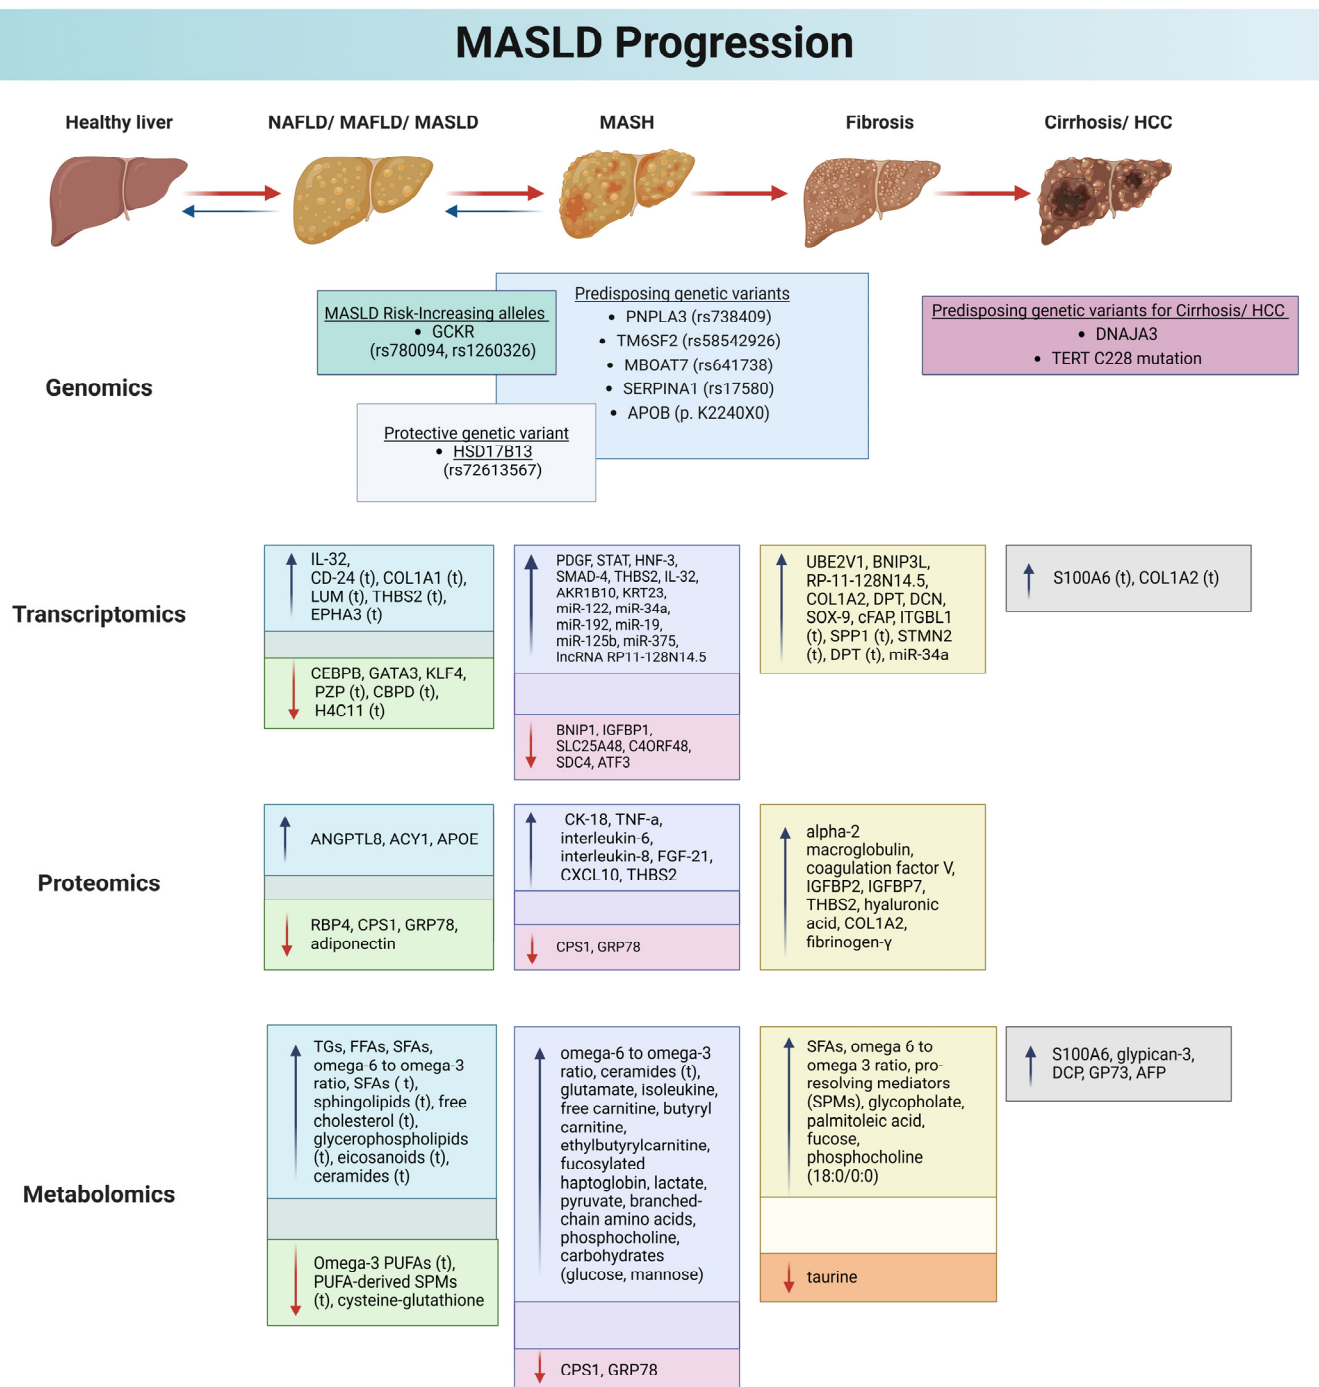 MASLD Progression
Healthy liver
NAFLD/ MAFLD/ MASLD
MASH
Fibrosis
Cirrhosis/ HCC
Genomics
MASLD Risk-Increasing alleles
• GCKR
(rs780094, rs1260326)
Predisposing genetic variants
• PNPLA3 (rs738409)
• TM6SF2 (rs58542926)
• MBOAT7 (rs641738)
• SERPINA1 (rs17580)
• APOB (p. K2240X0)
Protective genetic variant
• HSD17B13
(rs72613567)
Predisposing genetic variants for Cirrhosis/ HCC
• DNAJA3
• TERT C228 mutation
Transcriptomics
IL-32,
CD-24 (t), COL1A1 (t),
LUM (t), THBS2 (t),
EPHA3 (t)
CEBPB, GATA3, KLF4,
PZP (t), CBPD (t),
H4C11 (t)
PDGF, STAT, HNF-3,
SMAD-4, THBS2, IL-32,
AKR1B10, KRT23,
miR-122, miR-34a,
miR-192, miR-19,
miR-125b, miR-375,
lncRNA RP11-128N14.5
BNIP1, IGFBP1,
SLC25A48, C4ORF48,
SDC4, ATF3
UBE2V1, BNIP3L,
RP-11-128N14.5,
COL1A2, DPT, DCN,
SOX-9, cFAP, ITGBL1
(t), SPP1 (t), STMN2
(t), DPT (t), miR-34a
S100A6 (t), COL1A2 (t)
Proteomics
ANGPTL8, ACY1, APOE
RBP4, CPS1, GRP78,
adiponectin
CK-18, TNF-a,
interleukin-6,
interleukin-8, FGF-21,
CXCL10, THBS2
CPS1, GRP78
alpha-2
macroglobulin,
coagulation factor V,
IGFBP2, IGFBP7,
THBS2, hyaluronic
acid, COL1A2,
fibrinogen-γ
Metabolomics
TGs, FFAs, SFAs,
omega-6 to omega-3
ratio, SFAs ( t),
sphingolipids (t), free
cholesterol (t),
glycerophospholipids
(t), eicosanoids (t),
ceramides (t)
Omega-3 PUFAs (t),
PUFA-derived SPMs
(t), cysteine-glutathione
omega-6 to omega-3
ratio, ceramides (t),
glutamate, isoleukine,
free carnitine, butyryl
carnitine,
ethylbutyrylcarnitine,
fucosylated
haptoglobin, lactate,
pyruvate, branched-
chain amino acids,
phosphocholine,
carbohydrates
(glucose, mannose)
CPS1, GRP78
SFAs, omega 6 to
omega 3 ratio, pro-
resolving mediators
(SPMs), glycopholate,
palmitoleic acid,
fucose,
phosphocholine
(18:0/0:0)
taurine
S100A6, glypican-3,
DCP, GP73, AFP